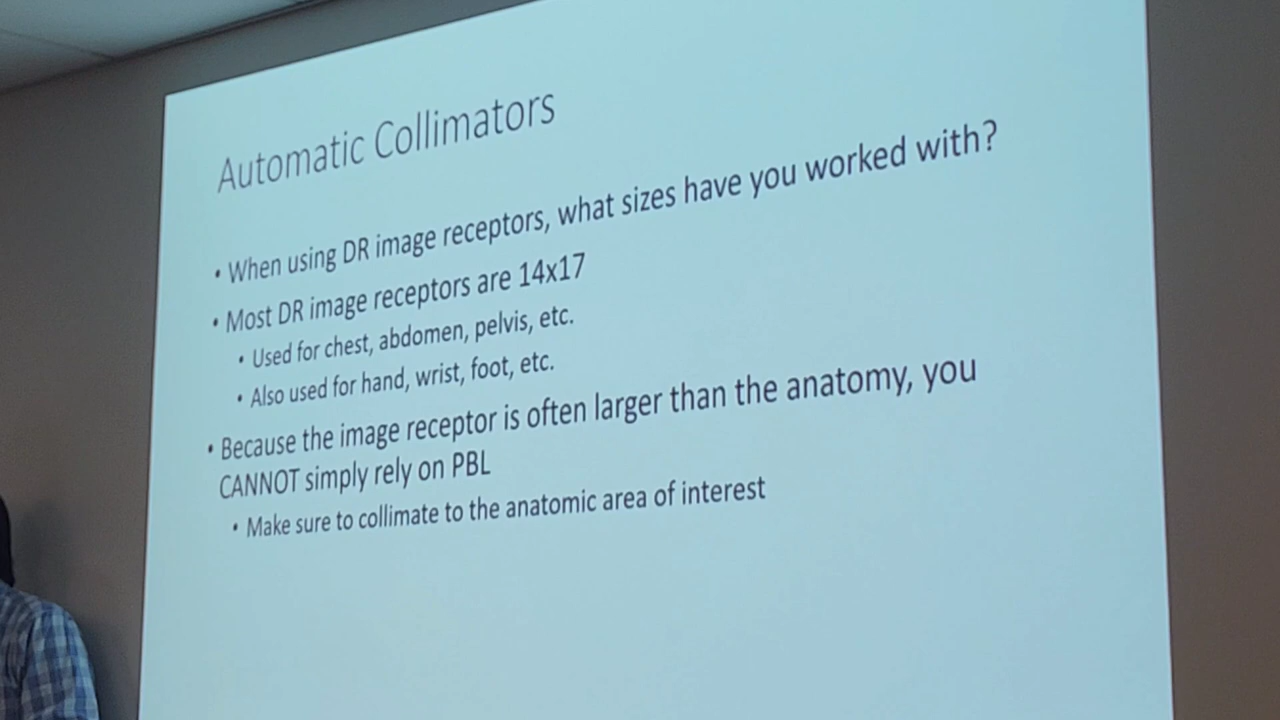 Automatic Collimators
• When using DR image receptors, what sizes have you worked with?
• Most DR image receptors are 14x17
• Used for chest, abdomen, pelvis, etc.
• Also used for hand, wrist, foot, etc.
• Because the image receptor is often larger than the anatomy, you
CANNOT simply rely on PBL
• Make sure to collimate to the anatomic area of interest